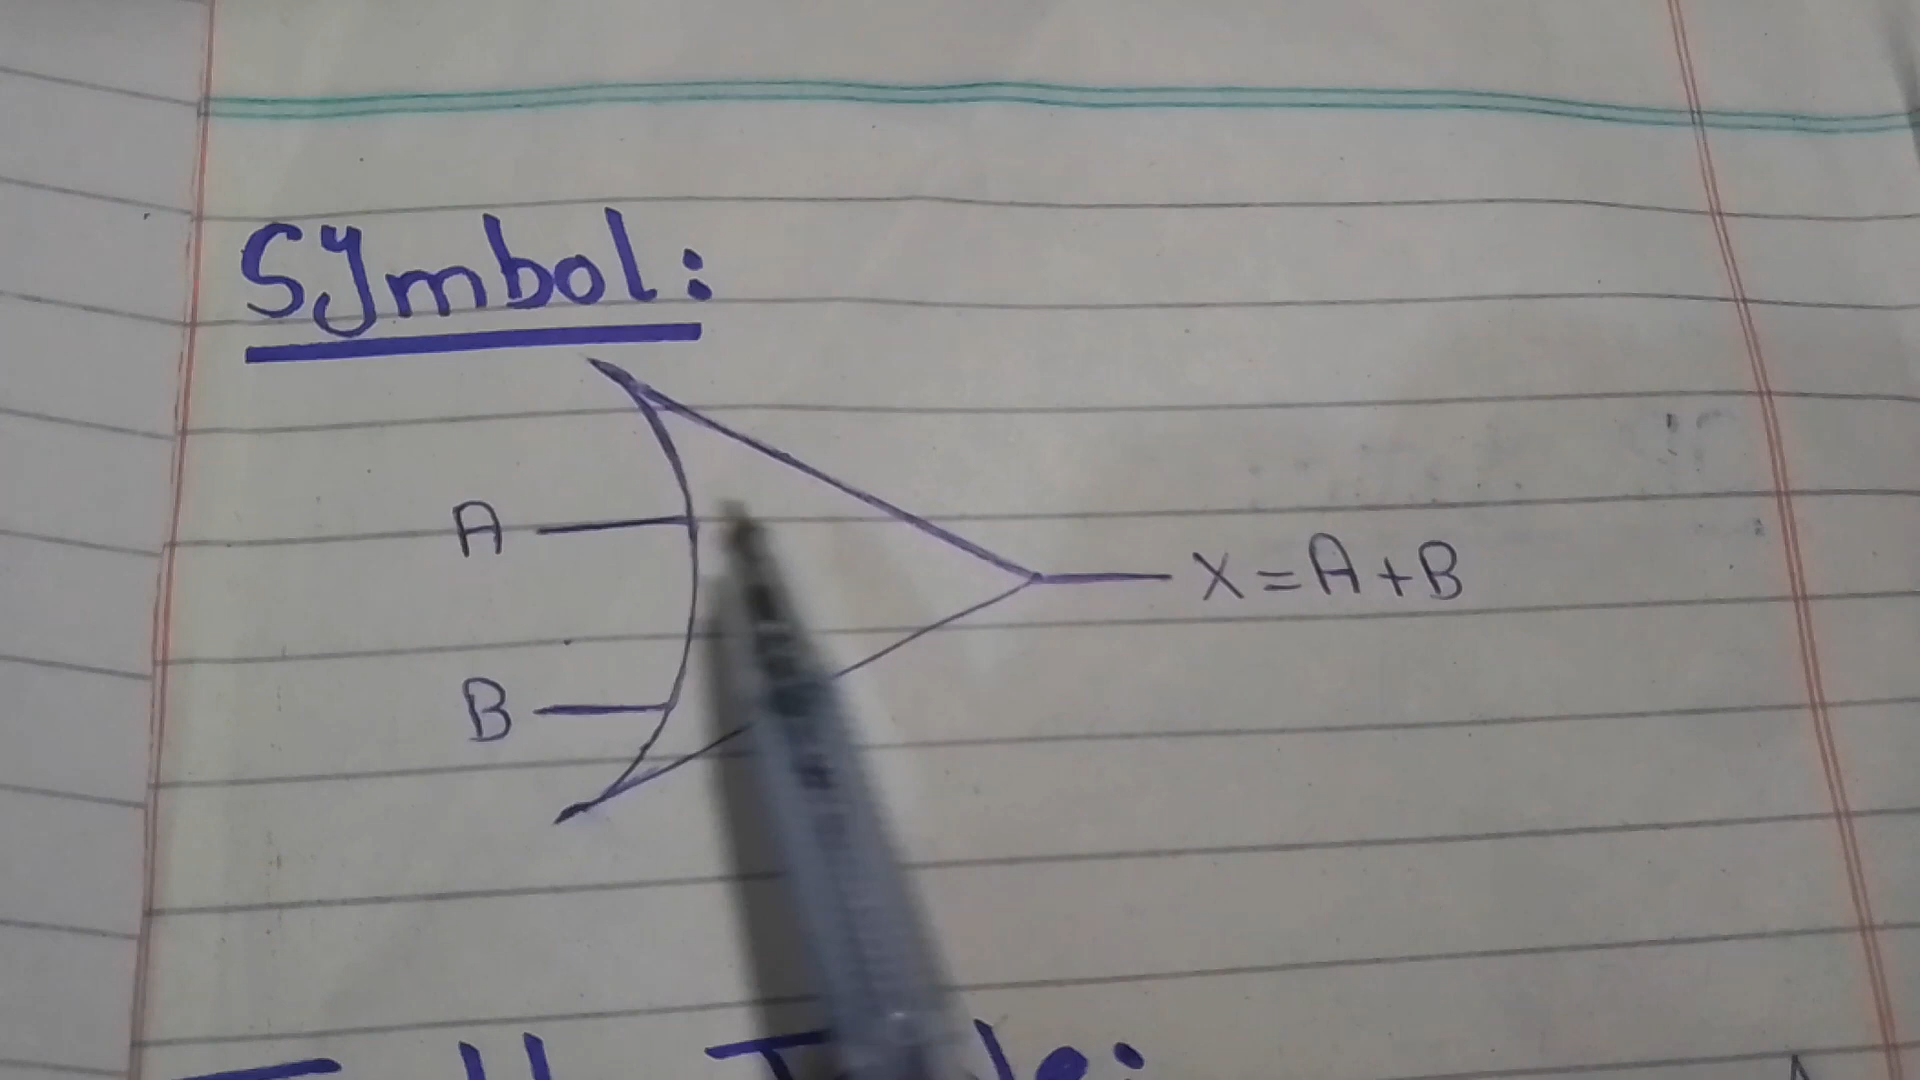 Symbol:
A
X = A + B
B